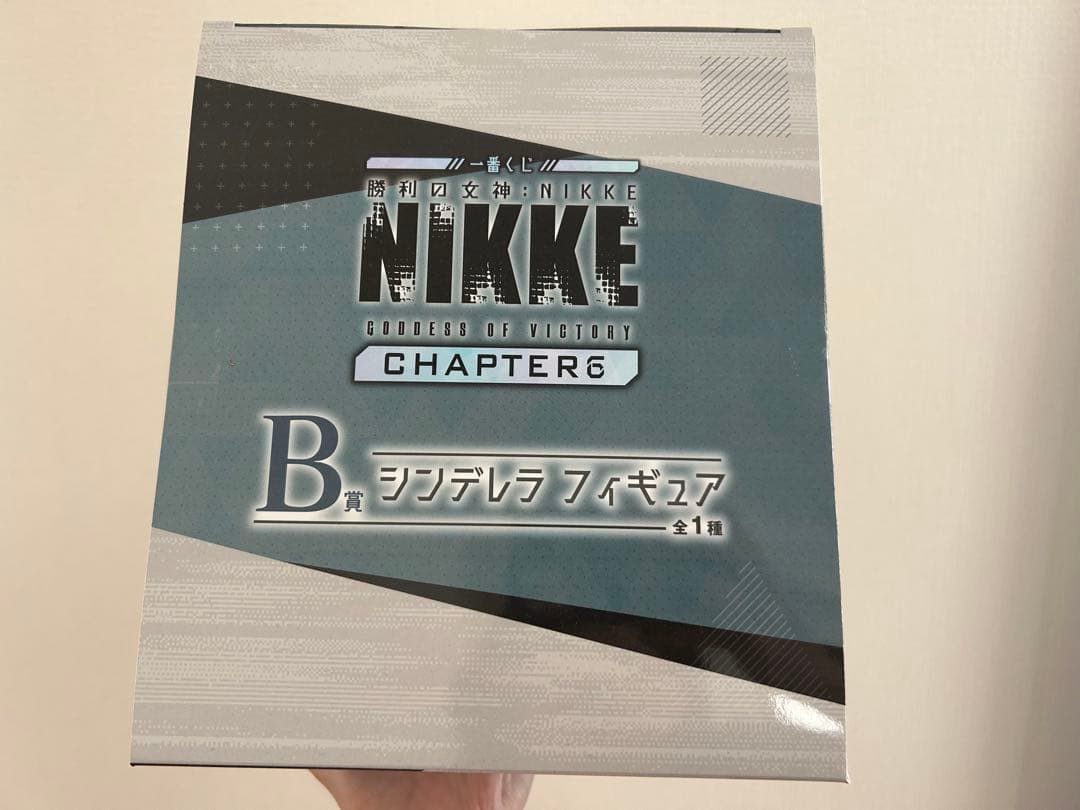 一番くじ
勝利の女神:NIKKE
NIKKE
GODDESS OF VICTORY
CHAPTER6
B賞 シンデレラ フィギュア
全1種